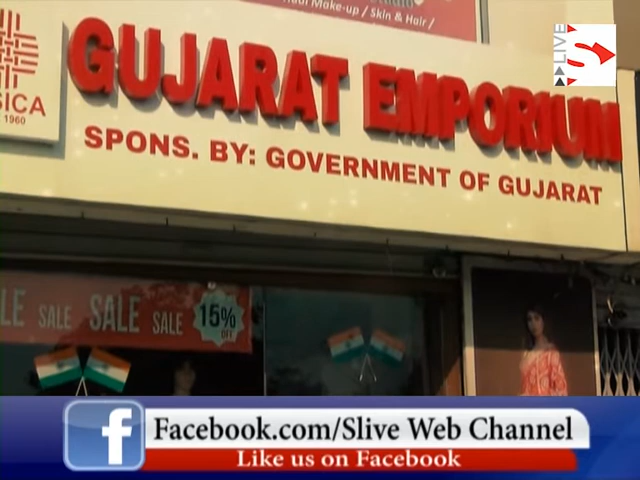 nal Make-up / Skin & Hair /
LIVE
S
SICA
1960
GUJARAT EMPORIUM
SPONS. BY: GOVERNMENT OF GUJARAT
SALE SALE SALE 15%
OFF
f Facebook.com/Slive Web Channel
Like us on Facebook